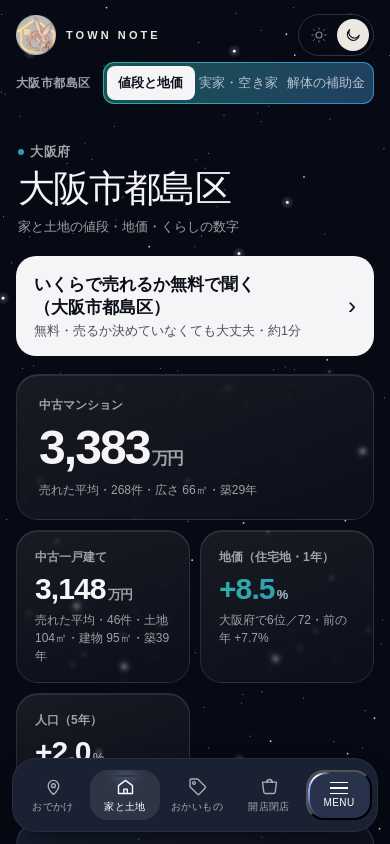 TOWN NOTE
大阪市都島区
値段と地価
実家・空き家
解体の補助金
大阪府
大阪市都島区
家と土地の値段・地価・くらしの数字
いくらで売れるか無料で聞く
（大阪市都島区）
無料・売るか決めていなくても大丈夫・約1分
中古マンション
3,383万円
売れた平均・268件・広さ 66㎡・築29年
中古一戸建て
3,148万円
売れた平均・46件・土地
104㎡・建物 95㎡・築39
年
地価（住宅地・1年）
+8.5%
大阪府で6位／72・前の
年 +7.7%
人口（5年）
+2.0%
おでかけ
家と土地
おかいもの
開店閉店
MENU